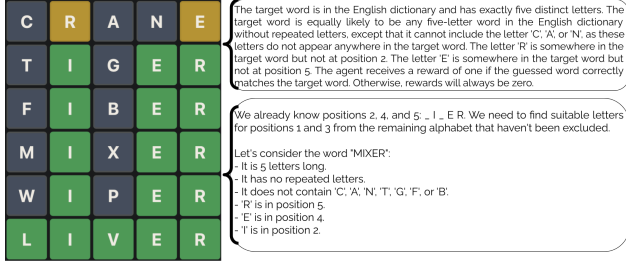 C R A N E
T I G E R
F I B E R
M I X E R
W I P E R
L I V E R
The target word is in the English dictionary and has exactly five distinct letters. The
target word is equally likely to be any five-letter word in the English dictionary
without repeated letters, except that it cannot include the letter 'C', 'A', or 'N', as these
letters do not appear anywhere in the target word. The letter 'R' is somewhere in the
target word but not at position 2. The letter 'E' is somewhere in the target word but
not at position 5. The agent receives a reward of one if the guessed word correctly
matches the target word. Otherwise, rewards will always be zero.
We already know positions 2, 4, and 5: _ I _ E R. We need to find suitable letters
for positions 1 and 3 from the remaining alphabet that haven't been excluded.
Let's consider the word "MIXER":
- It is 5 letters long.
- It has no repeated letters.
- It does not contain 'C', 'A', 'N', 'T', 'G', 'F', or 'B'.
- 'R' is in position 5.
- 'E' is in position 4.
- 'I' is in position 2.